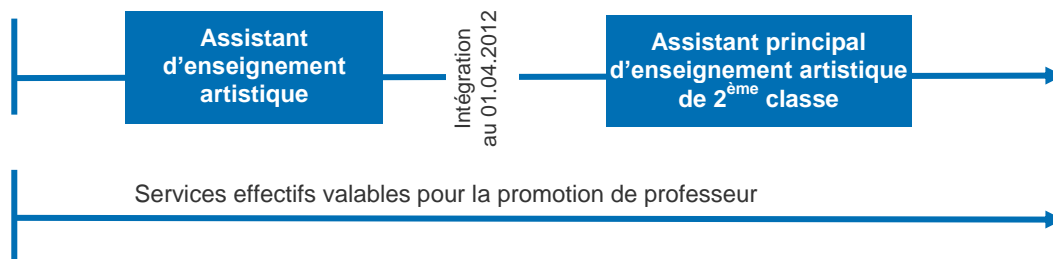 Assistant
d'enseignement
artistique
Intégration
au 01.04.2012
Assistant principal
d'enseignement artistique
de 2ème classe
Services effectifs valables pour la promotion de professeur